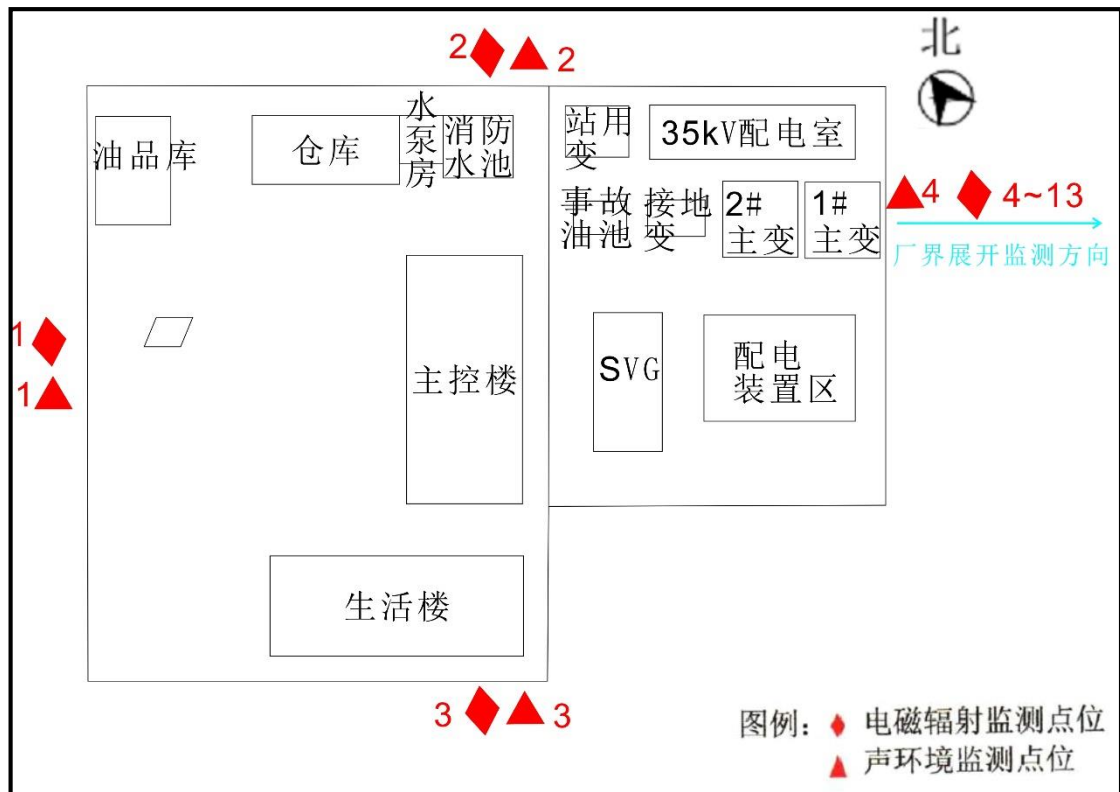 2 2
北
水
泵
房
油品库
仓库
消防
水池
站用
变
35kV配电室
事故
油池
接地
变
2#
主变
1#
主变
4 4~13
厂界展开监测方向
1
1
主控楼
SVG
配电
装置区
生活楼
3 3
图例： 电磁辐射监测点位
声环境监测点位